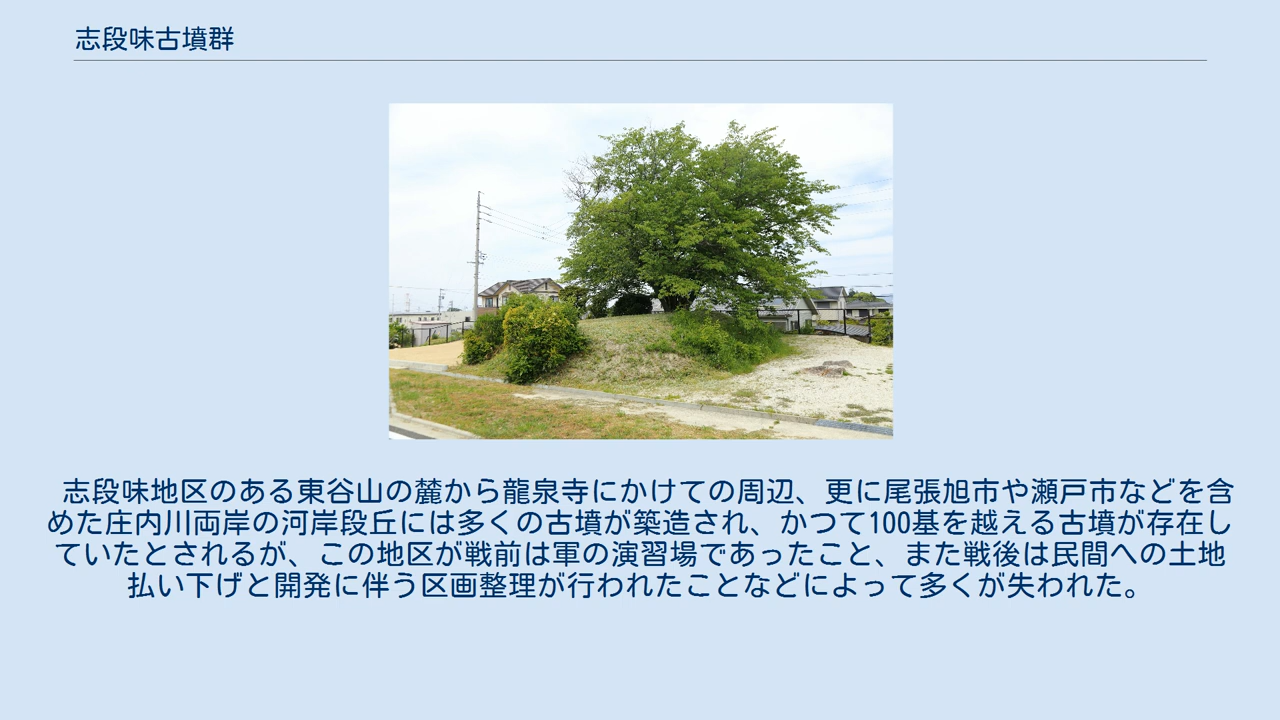 志段味古墳群
志段味地区のある東谷山の麓から龍泉寺にかけての周辺、更に尾張旭市や瀬戸市などを含
めた庄内川両岸の河岸段丘には多くの古墳が築造され、かつて100基を越える古墳が存在し
ていたとされるが、この地区が戦前は軍の演習場であったこと、また戦後は民間への土地
払い下げと開発に伴う区画整理が行われたことなどによって多くが失われた。